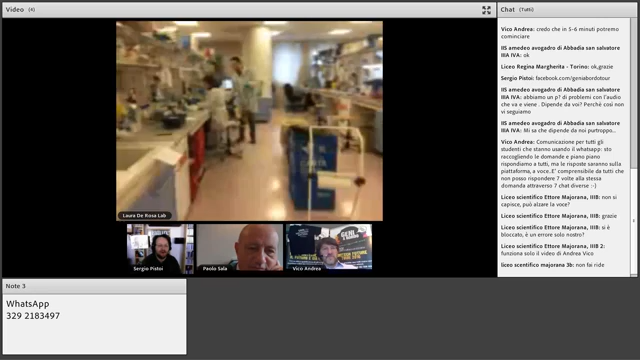 Video (4)
Laura De Rosa Lab
Sergio Pistoi
Paolo Sala
Vico Andrea
Note 3
WhatsApp
329 2183497
Chat (Tutti)
Vico Andrea: credo che in 5-6 minuti potremo
cominciare
IIS amedeo avogadro di Abbadia san salvatore
IIIA IVA: ok
Liceo Regina Margherita - Torino: ok,grazie
Sergio Pistoi: facebook.com/geniabordotour
IIS amedeo avogadro di Abbadia san salvatore
IIIA IVA: abbiamo un p? di problemi con l'audio
che va e viene . Dipende da voi? Perché così non
vi seguiamo
IIS amedeo avogadro di Abbadia san salvatore
IIIA IVA: Mi sa che dipende da noi purtroppo...
Vico Andrea: Comunicazione per tutti gli
studenti che stanno usando il whatsapp: sto
raccogliendo le domande e piano piano
rispondiamo a tutti, ma le risposte saranno sulla
piattaforma, a voce..E' comprensibile da tutti che
non posso rispondere 7 volte alla stessa
domanda attraverso 7 chat diverse :-)
Liceo scientifico Ettore Majorana, IIIB: non si
capisce, può alzare la voce?
Liceo scientifico Ettore Majorana, IIIB: grazie
Liceo scientifico Ettore Majorana, IIIB: si è
bloccato, è un errore solo nostro?
Liceo scientifico Ettore Majorana, IIIB 2:
funziona solo il video di Andrea Vico
liceo scentifico majorana 3b: non fai ride